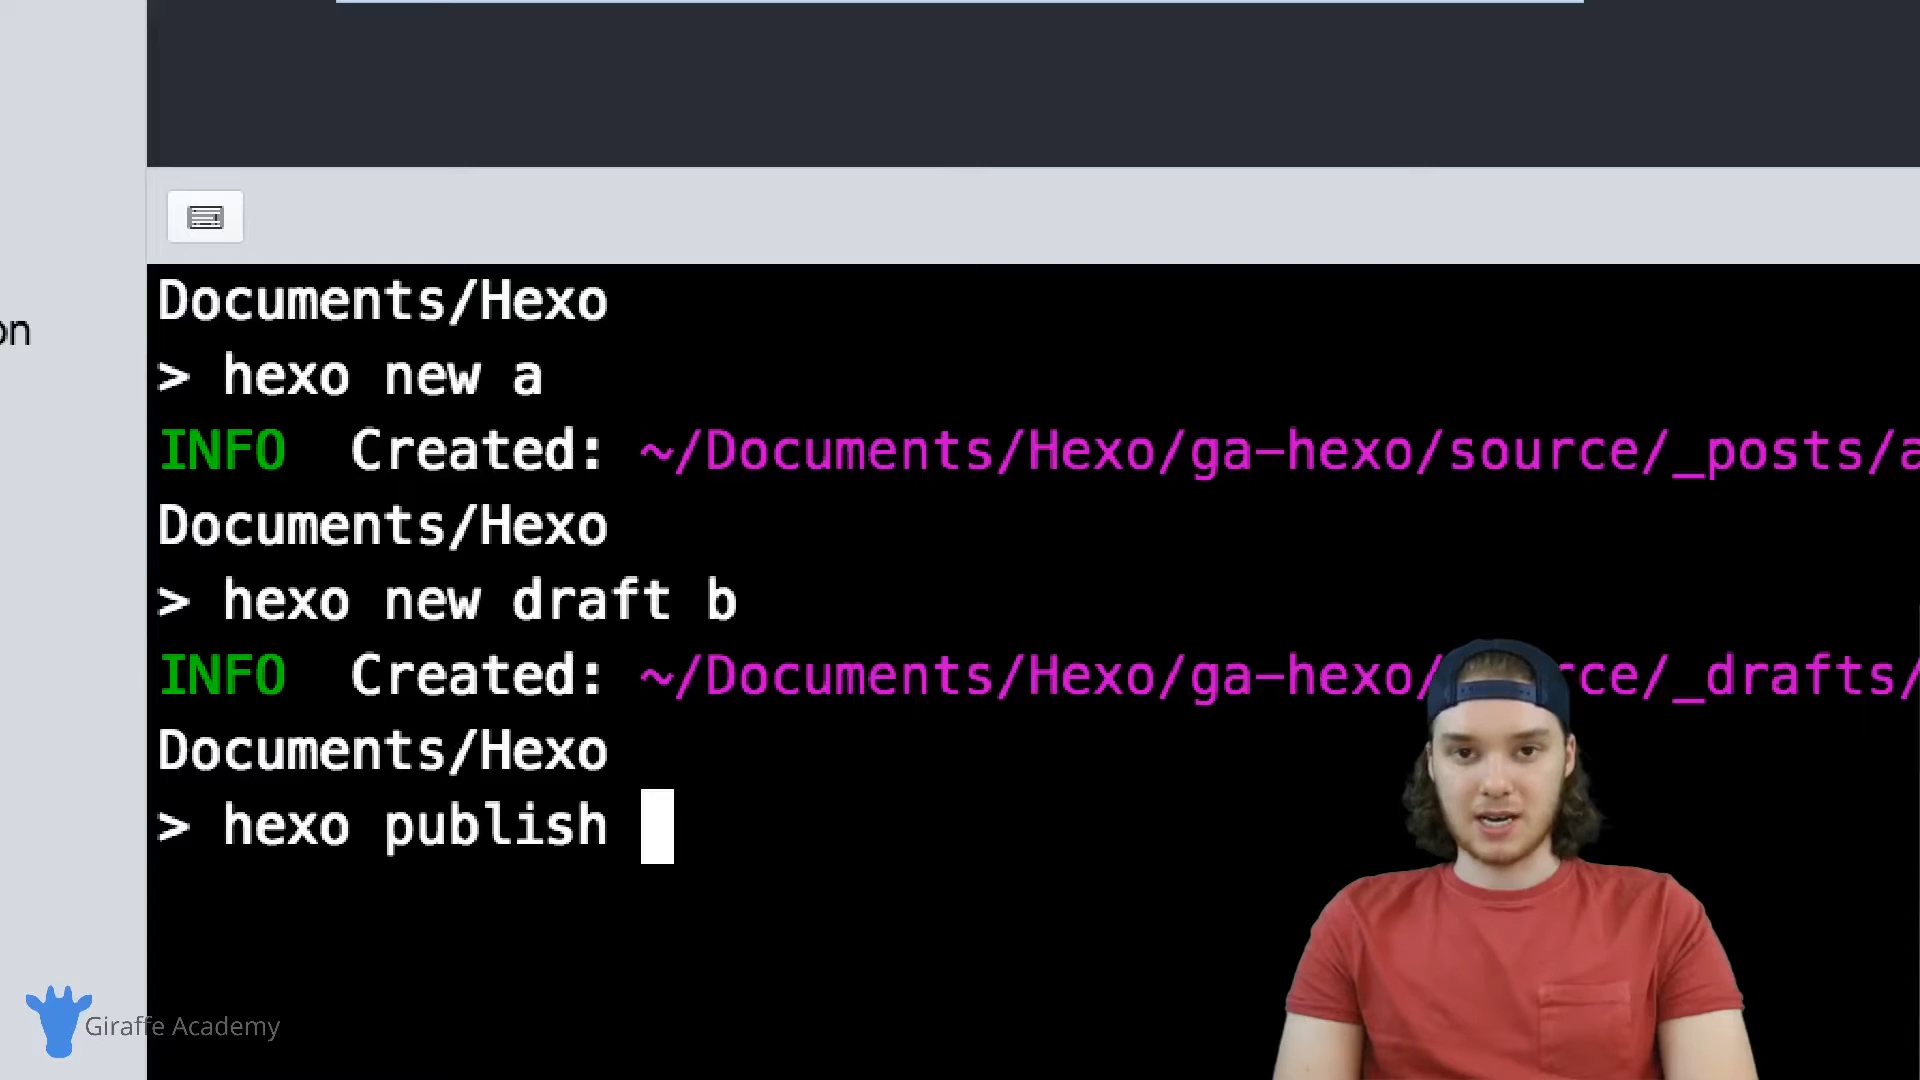 Documents/Hexo
on
> hexo new a
INFO  Created: ~/Documents/Hexo/ga-hexo/source/_posts/a
Documents/Hexo
> hexo new draft b
INFO  Created: ~/Documents/Hexo/ga-hexo/ rce/_drafts/
Documents/Hexo
> hexo publish
Giraffe Academy